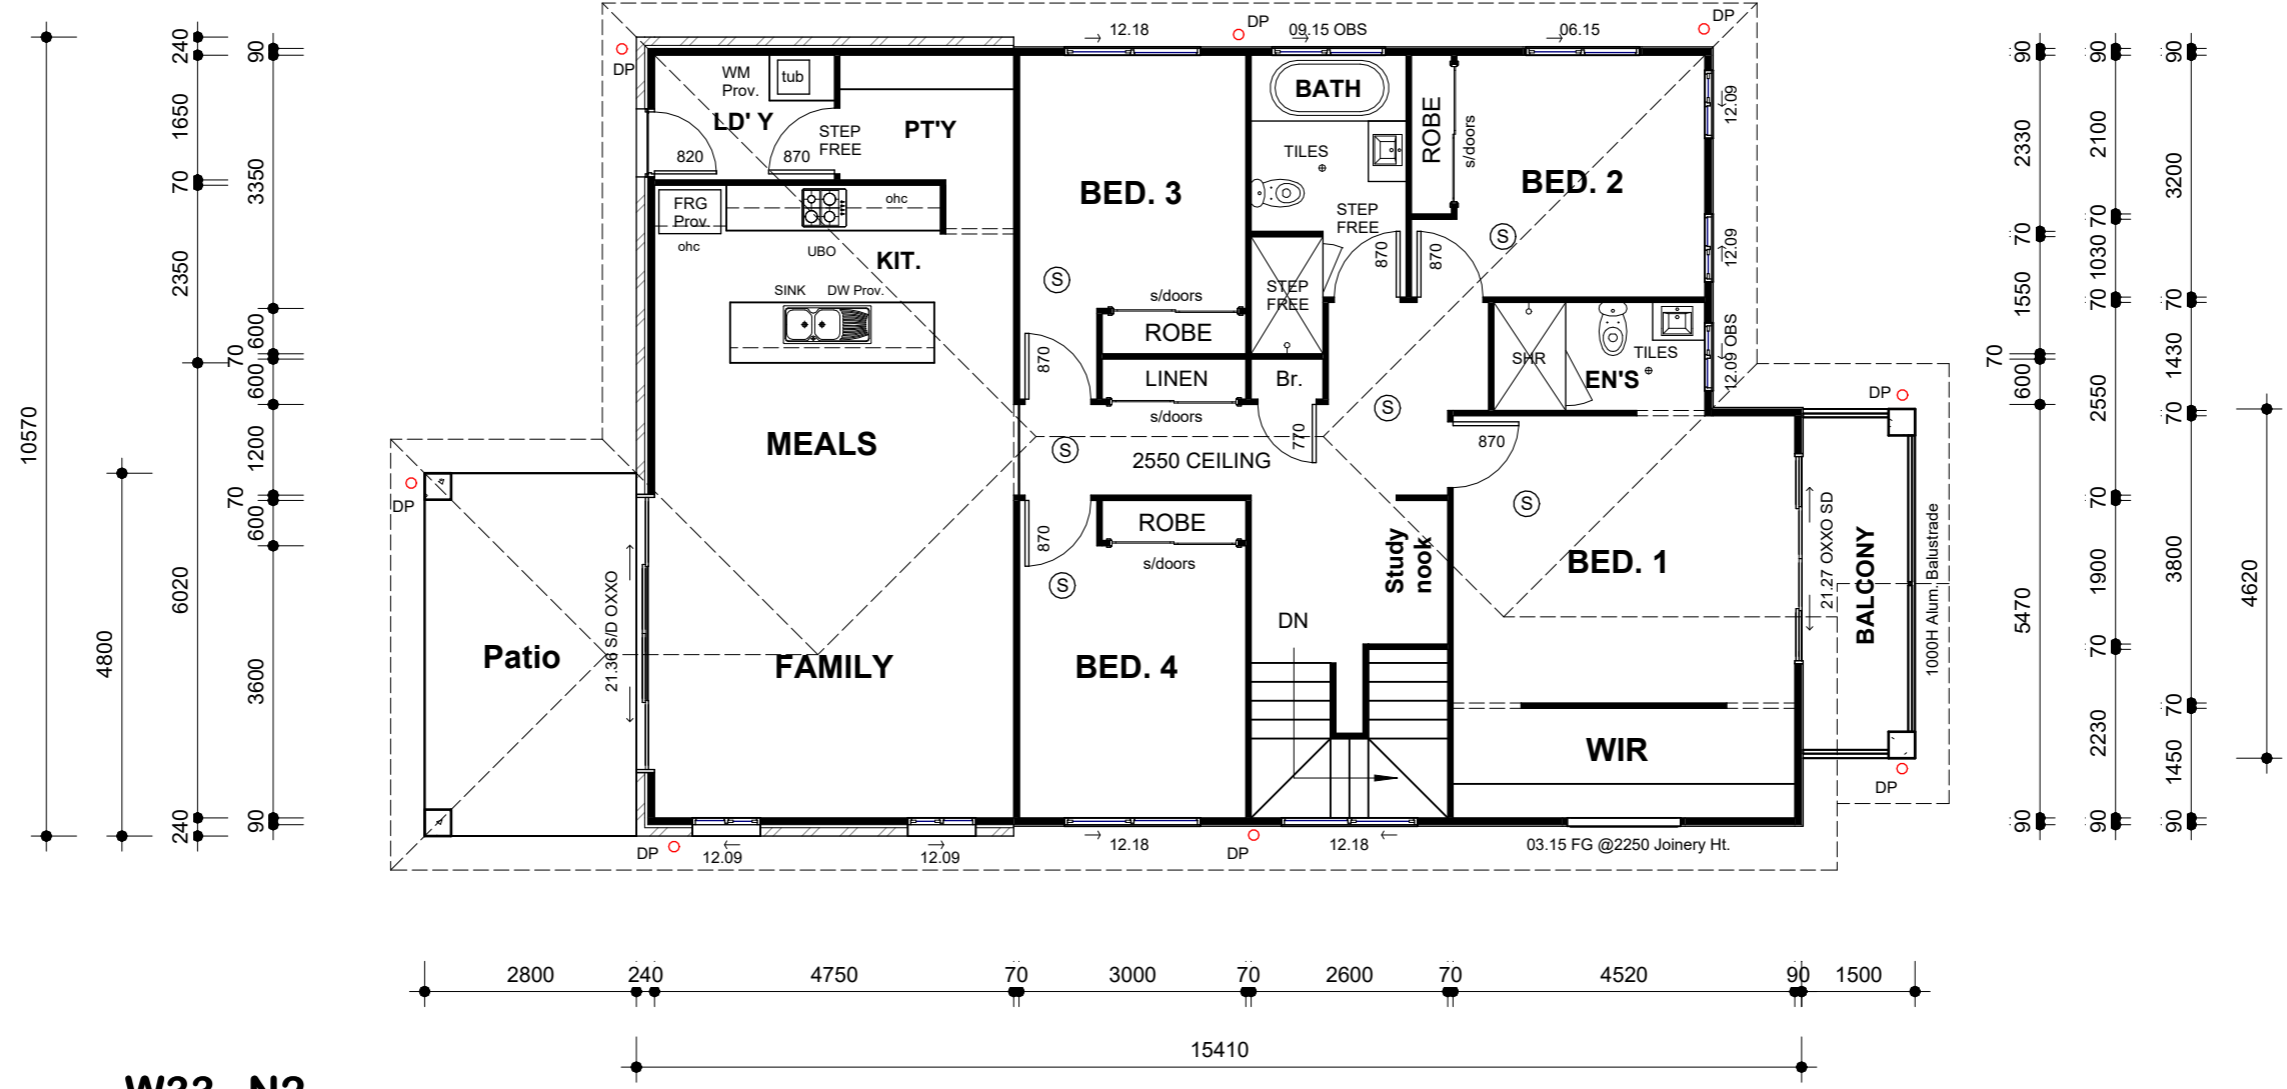 12.18
DP
09.15 OBS
06.15
DP
DP
WM
Prov.
tub
LD' Y
STEP
FREE
PT'Y
820
870
BATH
TILES
STEP
FREE
ROBE
s/doors
BED. 2
12.09
12.09
BED. 3
FRG
Prov.
ohc
ohc
UBO
KIT.
SINK
DW Prov.
S
S
870
870
s/doors
ROBE
STEP
FREE
870
LINEN
s/doors
Br.
770
SHR
TILES
EN'S
12.09 OBS
S
S
2550 CEILING
870
MEALS
DP
DP
S
BED. 1
21.27 OXXO SD
BALCONY
1000H Alum. Balustrade
870
ROBE
s/doors
S
Study
nook
DN
Patio
21.36 S/D OXXO
FAMILY
BED. 4
WIR
DP
DP
12.09
12.09
12.18
DP
12.18
03.15 FG @2250 Joinery Ht.
10570
4800
240
1650
70
2350
6020
240
90
3350
600
70
600
1200
70
600
3600
90
90
2330
70
1550
70
600
5470
90
90
2100
70
1030
70
2550
70
1900
70
2230
90
90
3200
70
1430
70
3800
70
1450
90
4620
2800
240
4750
70
3000
70
2600
70
4520
90
1500
15410